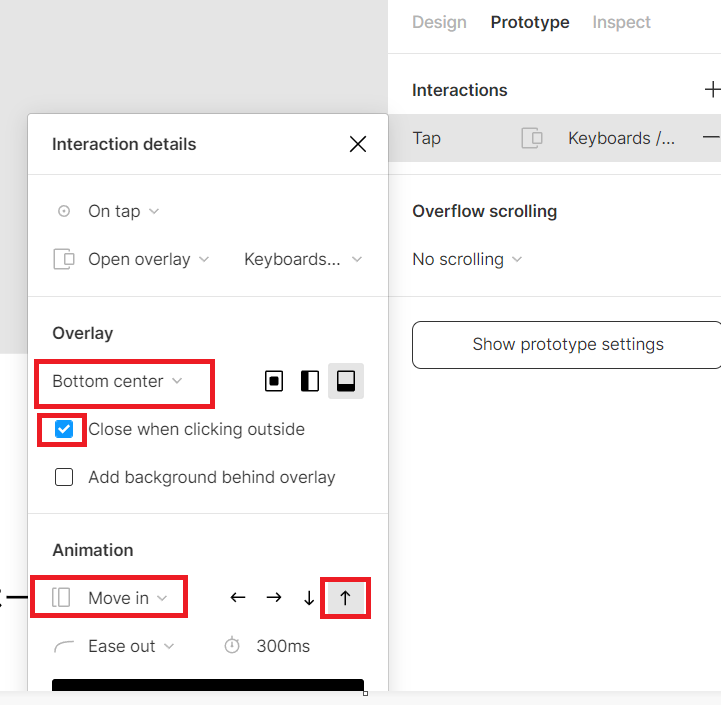 Design Prototype Inspect
Interactions
Tap Keyboards /...
Overflow scrolling
No scrolling
Show prototype settings
Interaction details
On tap
Open overlay Keyboards...
Overlay
Bottom center
Close when clicking outside
Add background behind overlay
Animation
Move in
Ease out 300ms